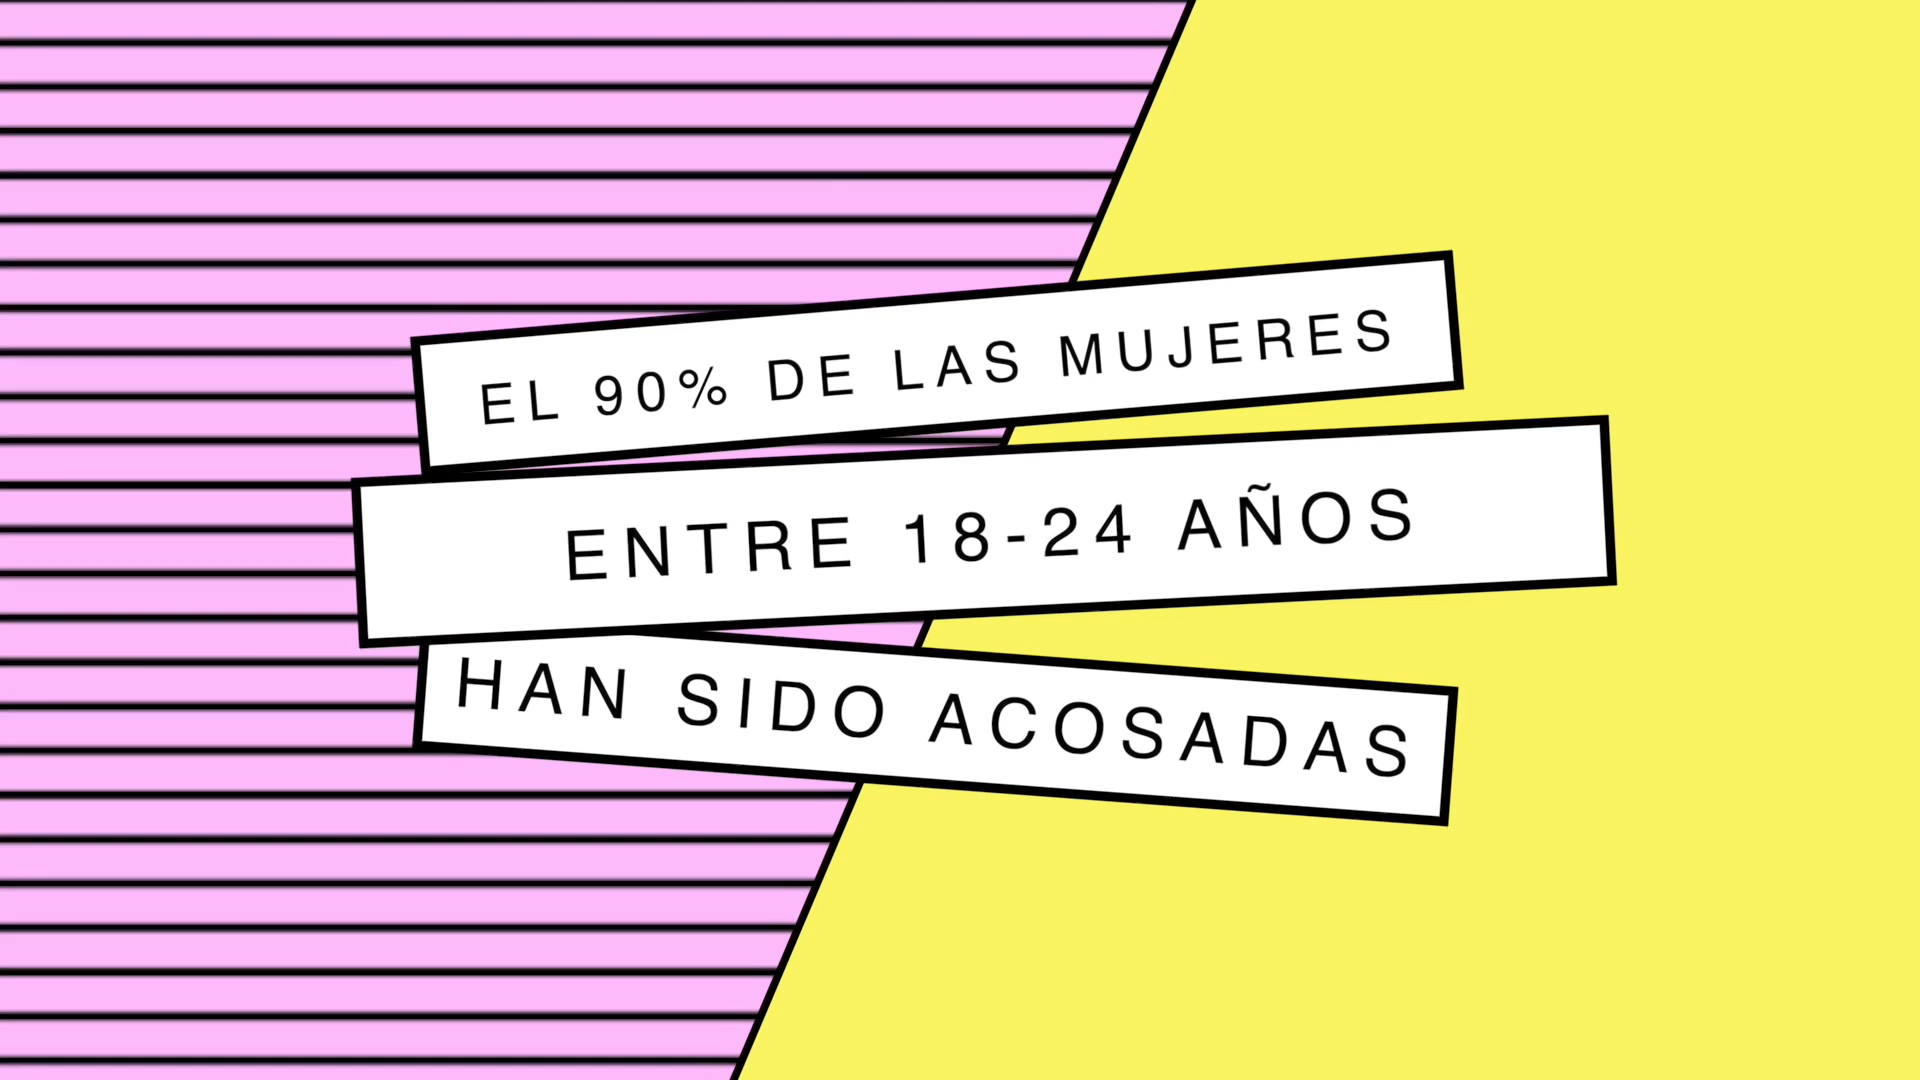 EL 90% DE LAS MUJERES
ENTRE 18-24 AÑOS
HAN SIDO ACOSADAS